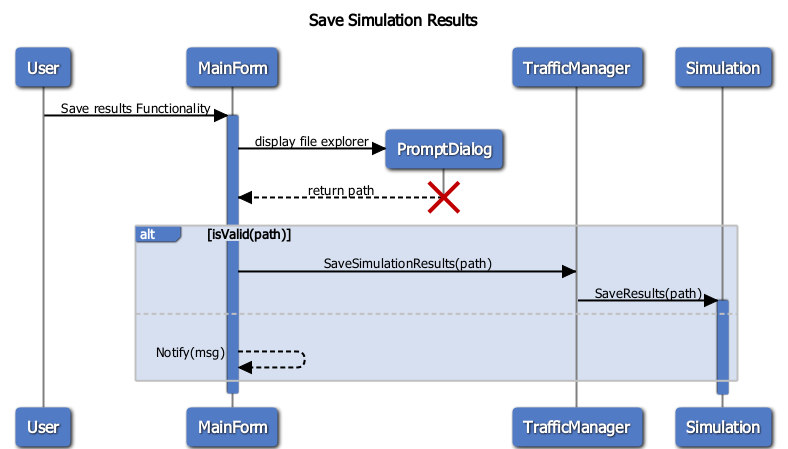 Save Simulation Results
User
MainForm
TrafficManager
Simulation
Save results Functionality
display file explorer
PromptDialog
return path
alt
[isValid(path)]
SaveSimulationResults(path)
SaveResults(path)
Notify(msg)
User
MainForm
TrafficManager
Simulation